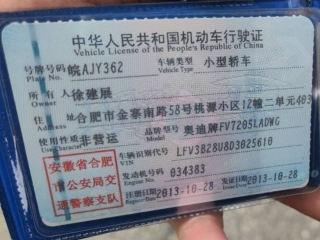 中华人民共和国机动车行驶证
Vehicle License of the People's Republic of China
号牌号码 皖AJY362 车辆类型 小型轿车
Plate No. Vehicle Type
所有人 徐建展
Owner
住址 合肥市金寨南路58号桃源小区12幢二单元403
使用性质 非营运 品牌型号 奥迪牌FV7205LADWG
Use Character Model
车辆识别代号 LFV3B28U8D3025610
VIN
安徽省合肥
市公安局交
通警察支队
发动机号码 034383
Engine No.
注册日期 2013-10-28 发证日期 2013-10-28
Register Date Issue Date